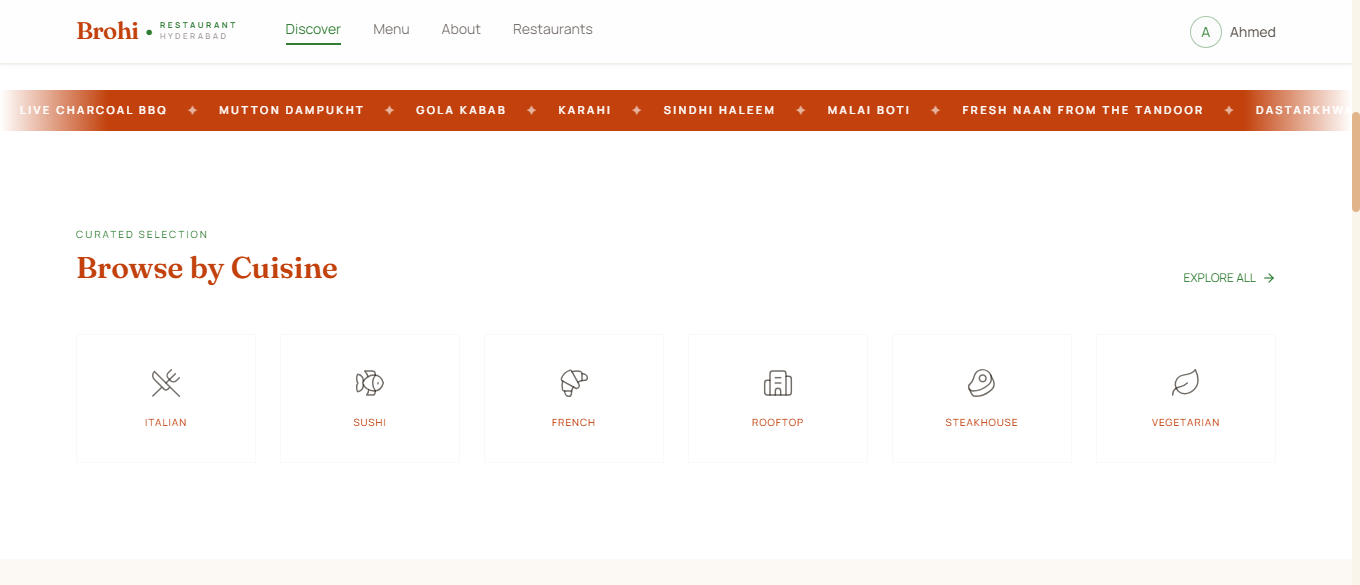 Brohi
RESTAURANT
HYDERABAD
Discover
Menu
About
Restaurants
A
Ahmed
LIVE CHARCOAL BBQ ✦ MUTTON DAMPUKHT ✦ GOLA KABAB ✦ KARAHI ✦ SINDHI HALEEM ✦ MALAI BOTI ✦ FRESH NAAN FROM THE TANDOOR ✦
CURATED SELECTION
Browse by Cuisine
EXPLORE ALL →
ITALIAN
SUSHI
FRENCH
ROOFTOP
STEAKHOUSE
VEGETARIAN